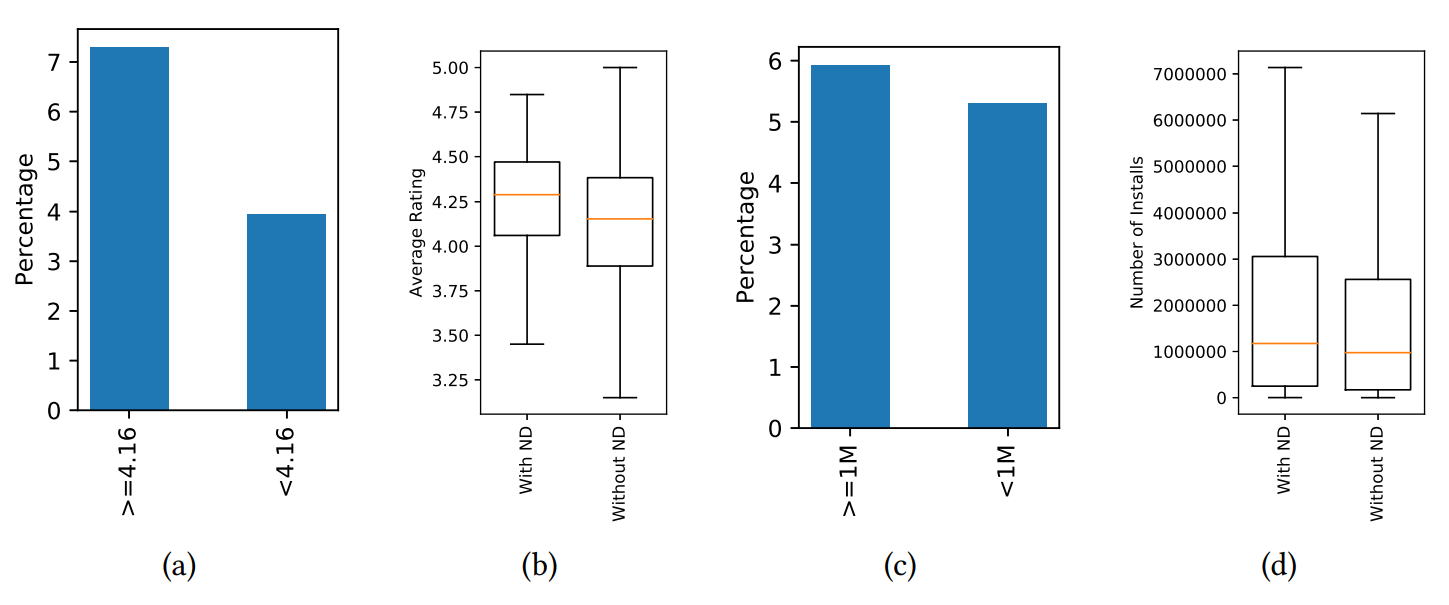 Percentage
7
6
5
4
3
2
1
0
>=4.16
<4.16
(a)
Average Rating
5.00
4.75
4.50
4.25
4.00
3.75
3.50
3.25
With ND
Without ND
(b)
Percentage
6
5
4
3
2
1
0
>=1M
<1M
(c)
Number of Installs
7000000
6000000
5000000
4000000
3000000
2000000
1000000
0
With ND
Without ND
(d)